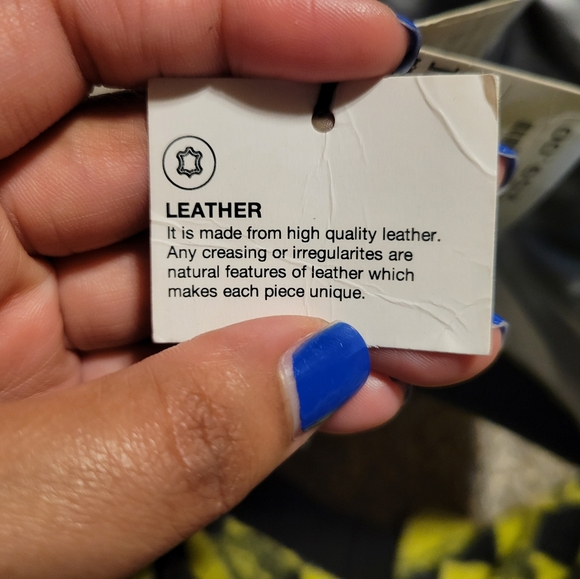 LEATHER
It is made from high quality leather.
Any creasing or irregularites are
natural features of leather which
makes each piece unique.